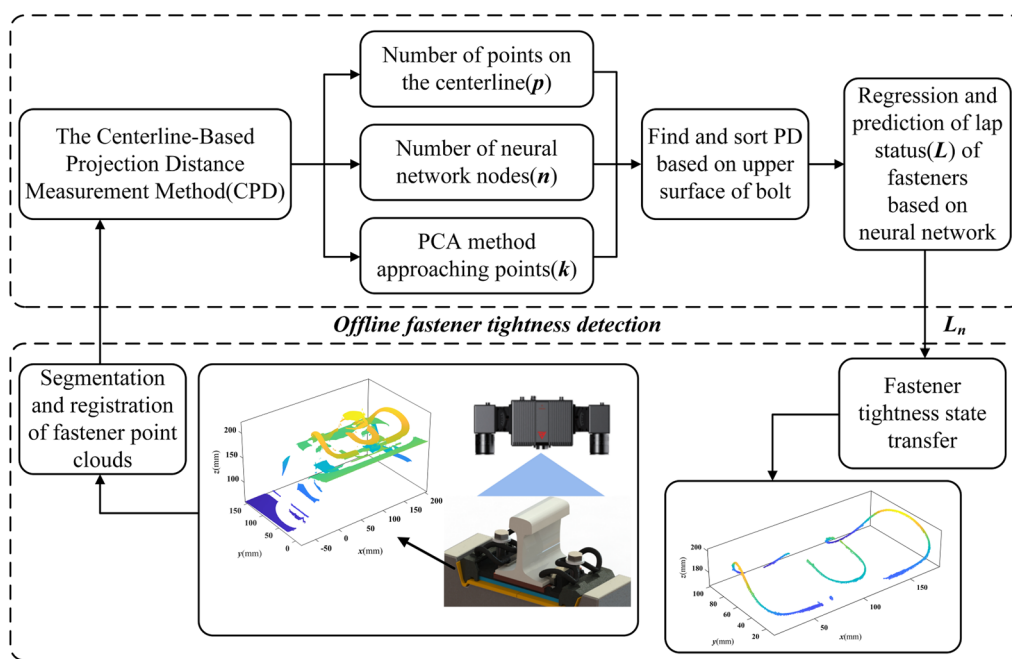 The Centerline-Based
Projection Distance
Measurement Method(CPD)
Number of points on
the centerline(p)
Number of neural
network nodes(n)
PCA method
approaching points(k)
Find and sort PD
based on upper
surface of bolt
Regression and
prediction of lap
status(L) of
fasteners
based on
neural network
Offline fastener tightness detection
Ln
Segmentation
and registration
of fastener point
clouds
z(mm)
200
150
100
150
100
50
0
y(mm)
-50
0
50
100
150
200
x(mm)
Fastener
tightness state
transfer
z(mm)
200
180
100
80
60
40
20
y(mm)
50
100
150
x(mm)